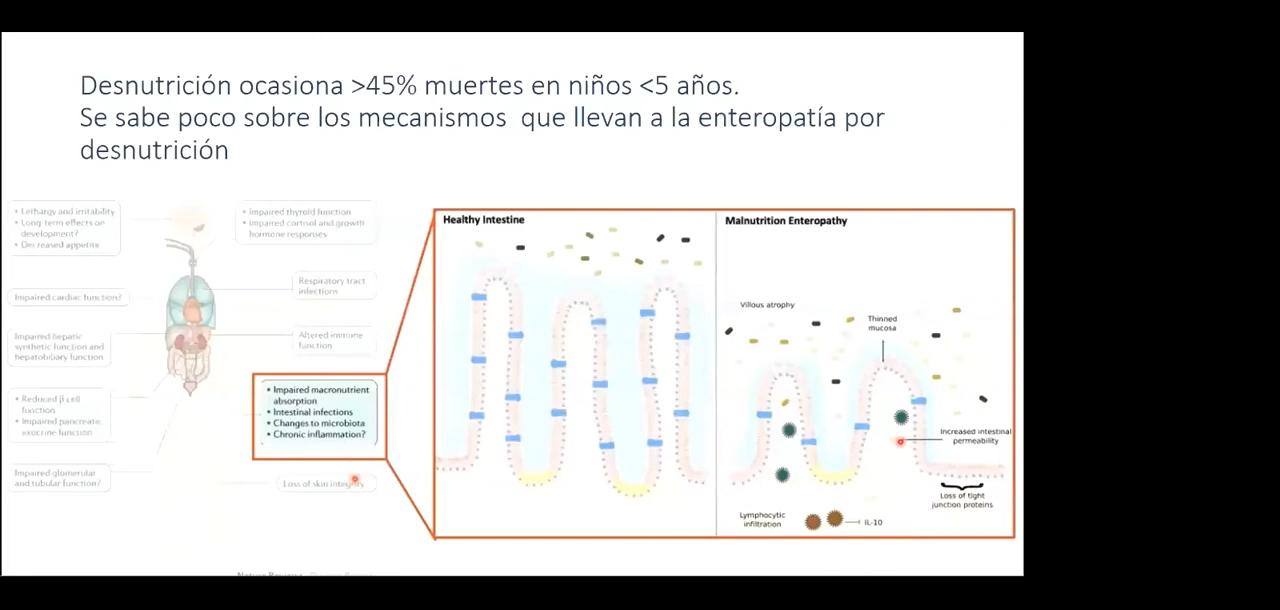 Desnutrición ocasiona >45% muertes en niños <5 años.
Se sabe poco sobre los mecanismos que llevan a la enteropatía por
desnutrición
• Lethargy and irritability
• Long-term effects on
development?
• Decreased appetite
• Impaired thyroid function
• Impaired cortisol and growth
hormone responses
Impaired cardiac function?
Respiratory tract
infections
Impaired hepatic
synthetic function and
hepatobiliary function
Altered immune
function
• Reduced β cell
function
• Impaired pancreatic
exocrine function
• Impaired macronutrient
absorption
• Intestinal infections
• Changes to microbiota
• Chronic inflammation?
Impaired glomerular
and tubular function?
Loss of skin integrity
Healthy Intestine
Malnutrition Enteropathy
Villous atrophy
Thinned
mucosa
Increased intestinal
permeability
Loss of tight
junction proteins
Lymphocytic
infiltration
IL-10